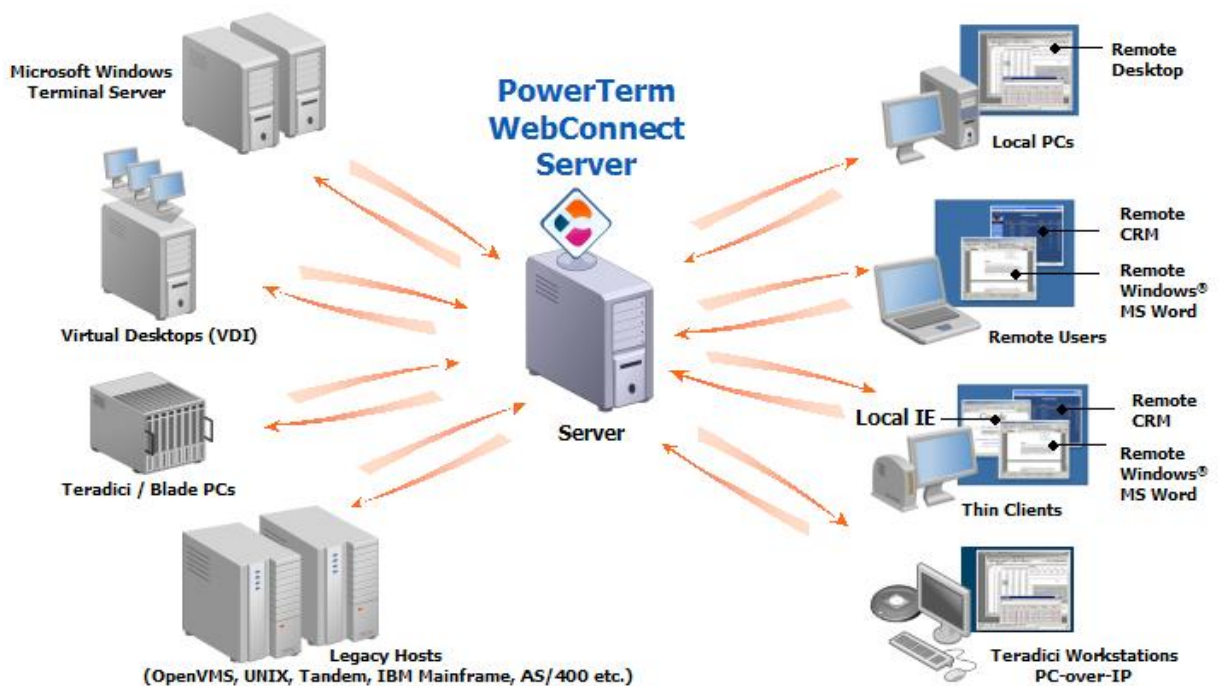 Microsoft Windows
Terminal Server
PowerTerm
WebConnect
Server
Remote
Desktop
Local PCs
Virtual Desktops (VDI)
Remote
CRM
Remote
Windows®
MS Word
Remote Users
Teradici / Blade PCs
Server
Local IE
Remote
CRM
Remote
Windows®
MS Word
Thin Clients
Legacy Hosts
(OpenVMS, UNIX, Tandem, IBM Mainframe, AS/400 etc.)
Teradici Workstations
PC-over-IP